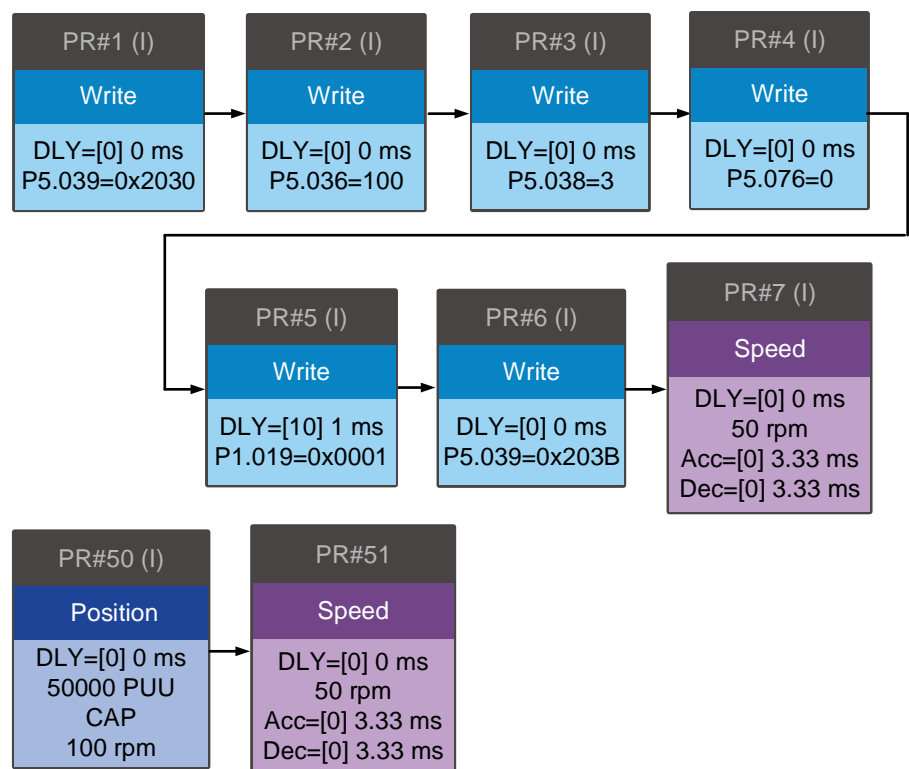 PR#1 (I)
Write
DLY=[0] 0 ms
P5.039=0x2030
PR#2 (I)
Write
DLY=[0] 0 ms
P5.036=100
PR#3 (I)
Write
DLY=[0] 0 ms
P5.038=3
PR#4 (I)
Write
DLY=[0] 0 ms
P5.076=0
PR#5 (I)
Write
DLY=[10] 1 ms
P1.019=0x0001
PR#6 (I)
Write
DLY=[0] 0 ms
P5.039=0x203B
PR#7 (I)
Speed
DLY=[0] 0 ms
50 rpm
Acc=[0] 3.33 ms
Dec=[0] 3.33 ms
PR#50 (I)
Position
DLY=[0] 0 ms
50000 PUU
CAP
100 rpm
PR#51
Speed
DLY=[0] 0 ms
50 rpm
Acc=[0] 3.33 ms
Dec=[0] 3.33 ms